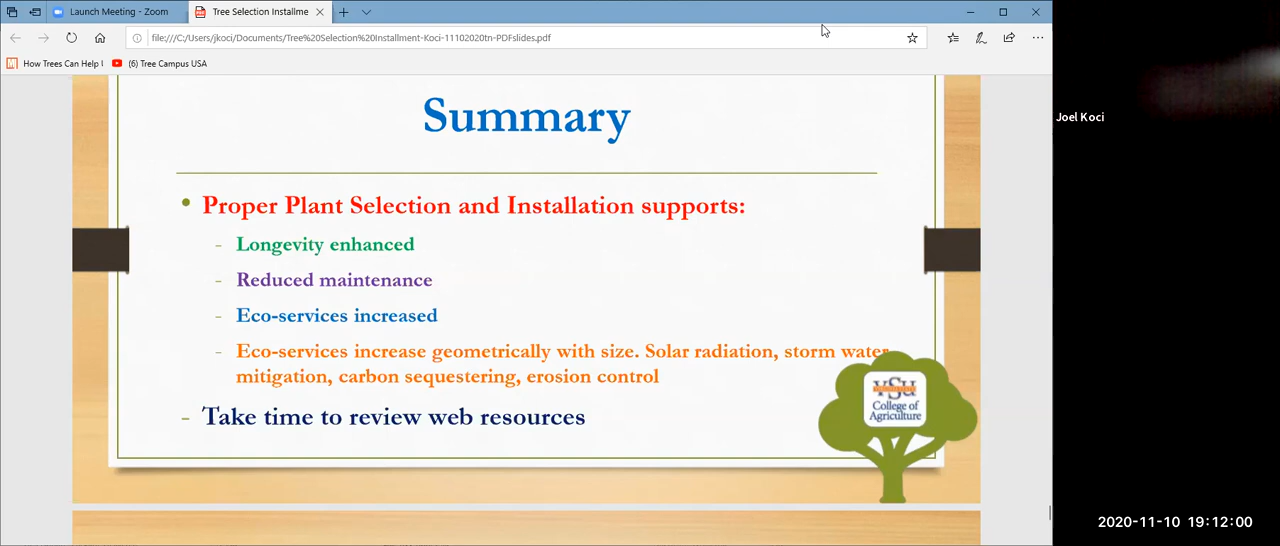 Launch Meeting - Zoom
Tree Selection Installme
file:///C:/Users/jkoci/Documents/Tree%20Selection%20Installment-Koci-11102020tn-PDFslides.pdf
How Trees Can Help
(6) Tree Campus USA
Summary
Joel Koci
• Proper Plant Selection and Installation supports:
- Longevity enhanced
- Reduced maintenance
- Eco-services increased
- Eco-services increase geometrically with size. Solar radiation, storm water
mitigation, carbon sequestering, erosion control
- Take time to review web resources
VSU
College of
Agriculture
2020-11-10 19:12:00